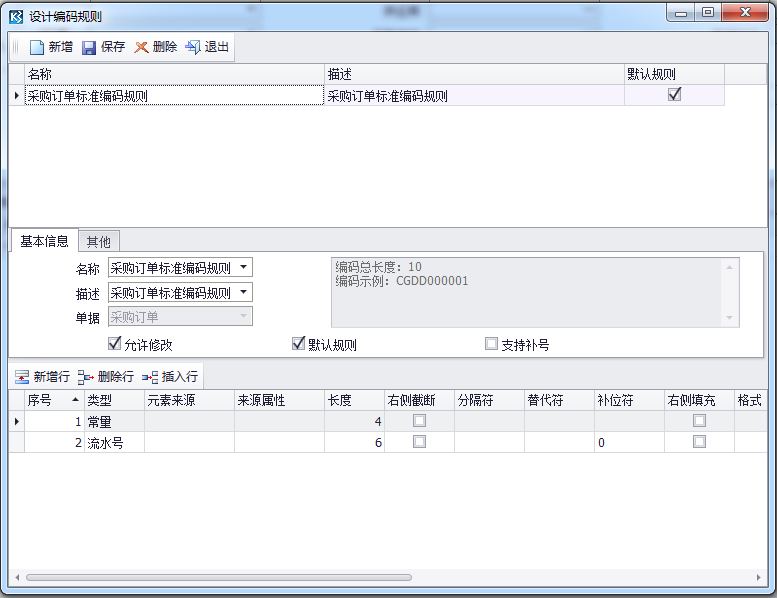 设计编码规则
新增 保存 删除 退出
名称 描述 默认规则
采购订单标准编码规则 采购订单标准编码规则
基本信息 其他
名称 采购订单标准编码规则
描述 采购订单标准编码规则
单据 采购订单
编码总长度: 10
编码示例: CGDD000001
允许修改 默认规则 支持补号
新增行 删除行 插入行
序号 类型 元素来源 来源属性 长度 右侧截断 分隔符 替代符 补位符 右侧填充 格式
1 常量 4
2 流水号 6 0